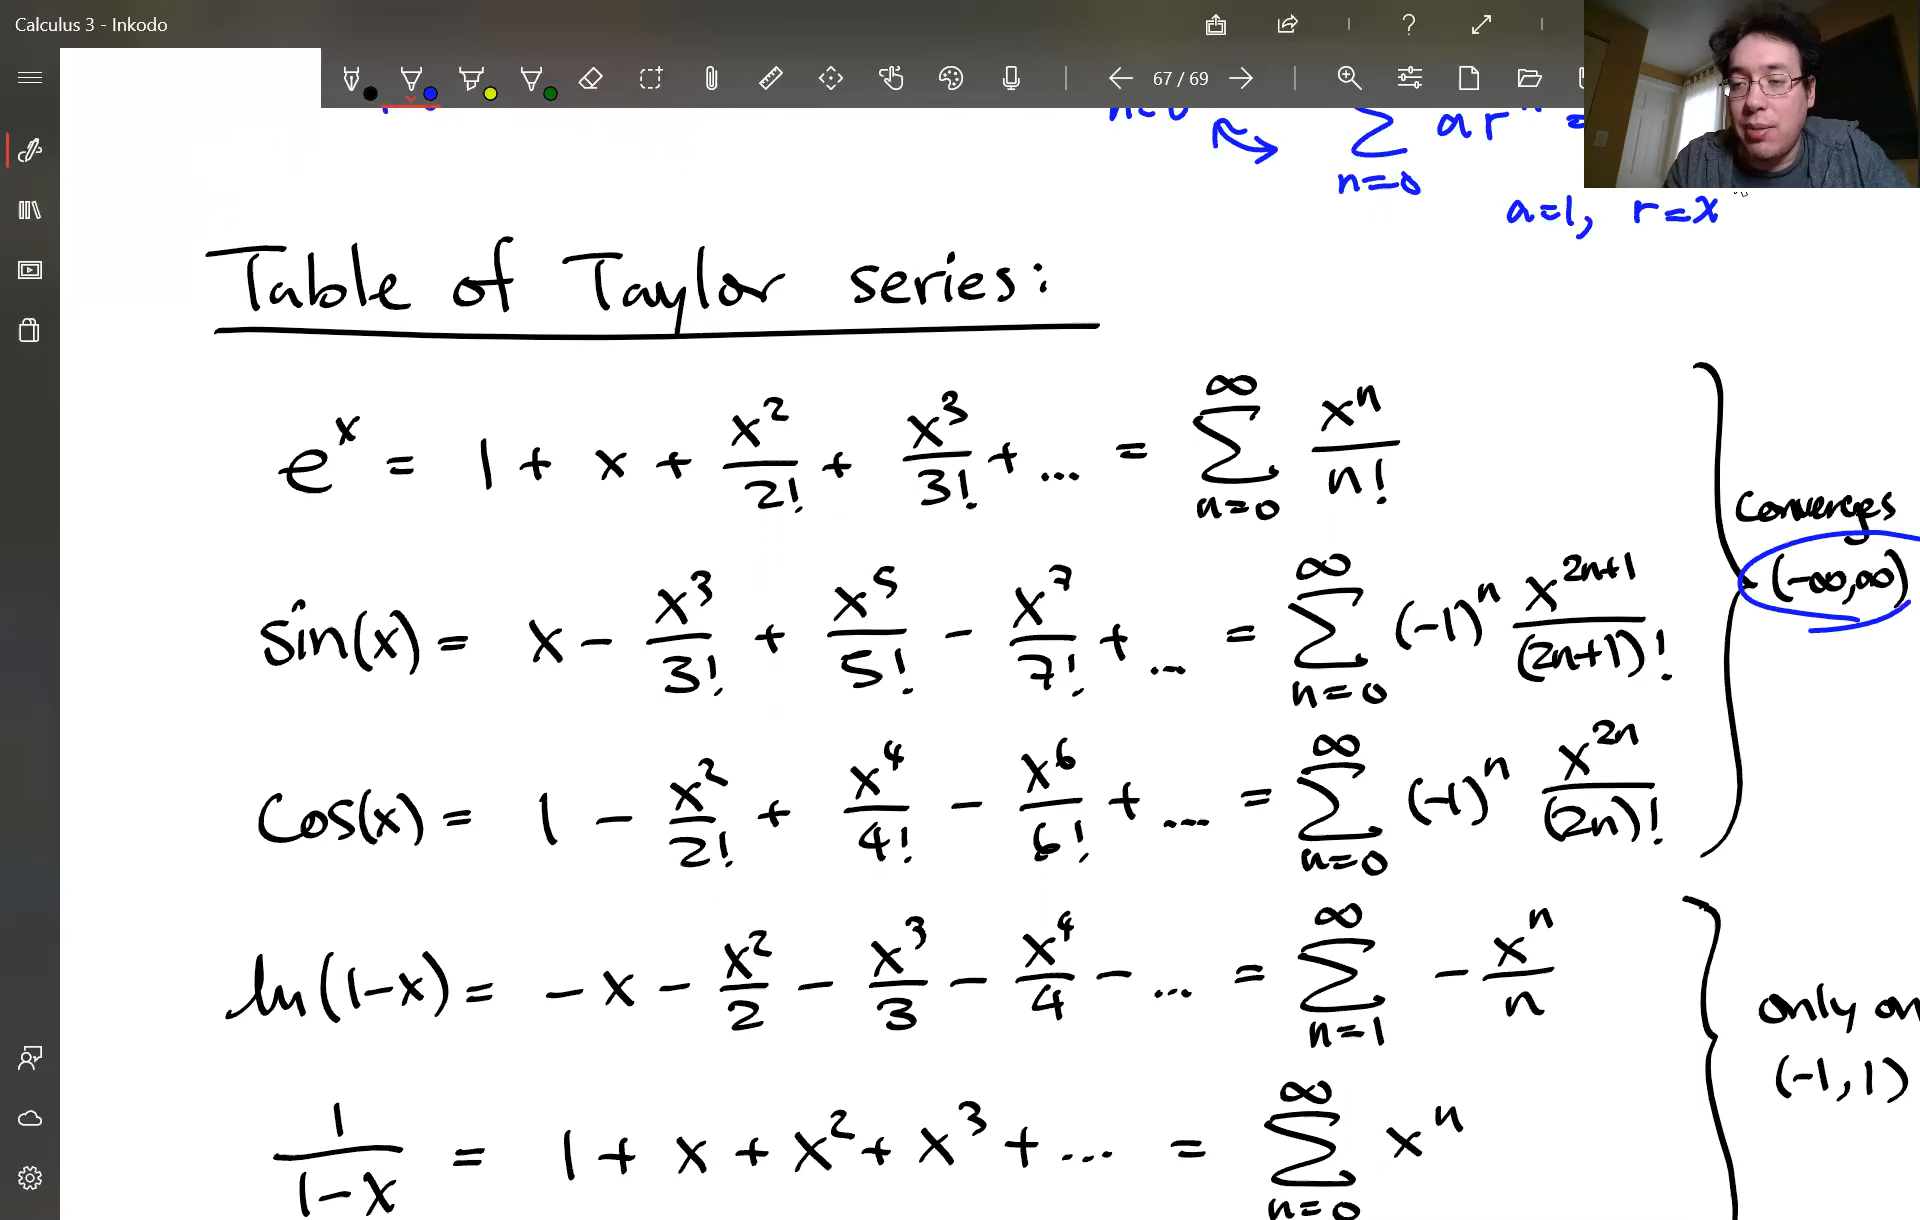 Calculus 3 - Inkodo
67 / 69
n=0
∑ ar
n=0
a=1, r=x
Table of Taylor series:
e^x = 1 + x + x^2/2! + x^3/3! + ... = ∑_{n=0}^{∞} x^n/n!
Converges
(-∞,∞)
sin(x) = x - x^3/3! + x^5/5! - x^7/7! + ... = ∑_{n=0}^{∞} (-1)^n x^{2n+1}/(2n+1)!
cos(x) = 1 - x^2/2! + x^4/4! - x^6/6! + ... = ∑_{n=0}^{∞} (-1)^n x^{2n}/(2n)!
ln(1-x) = -x - x^2/2 - x^3/3 - x^4/4 - ... = ∑_{n=1}^{∞} - x^n/n
only on
(-1,1)
1/(1-x) = 1 + x + x^2 + x^3 + ... = ∑_{n=0}^{∞} x^n